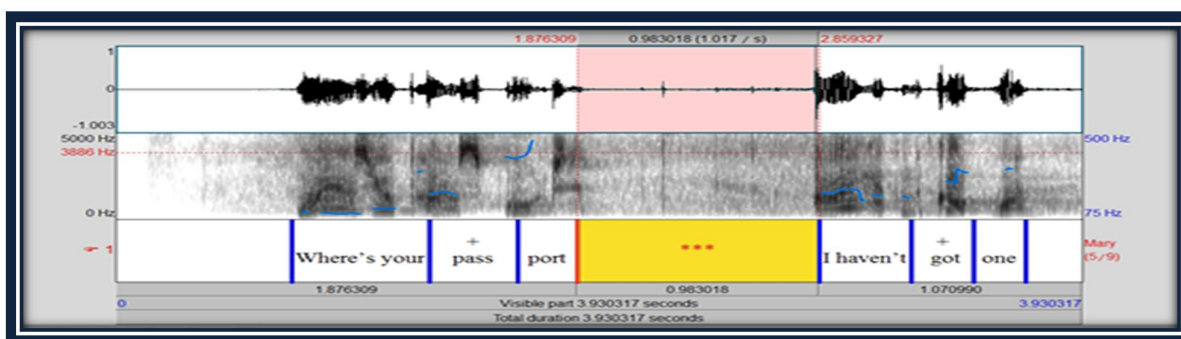 1.876309 0.983018 (1.017 / s) 2.859327
1
0
-1.003
5000 Hz 500 Hz
3886 Hz
0 Hz 75 Hz
☞ 1 Where's your + pass port *** I haven't + got one Mary (5/9)
1.876309 0.983018 1.070990
0 Visible part 3.930317 seconds 3.930317
Total duration 3.930317 seconds